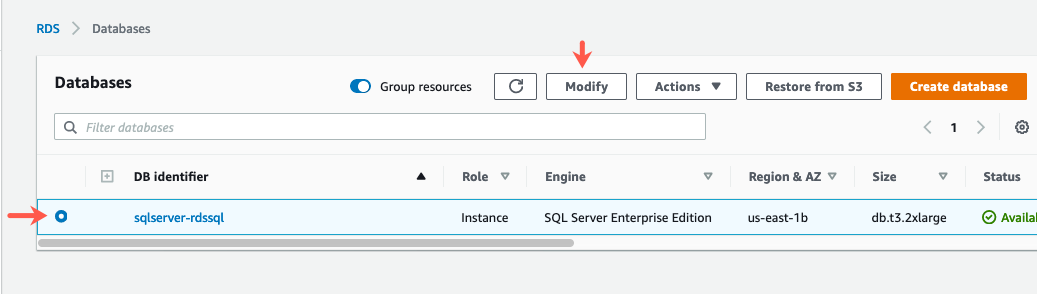 RDS > Databases
Databases
Group resources
Modify
Actions
Restore from S3
Create database
Filter databases
1
DB identifier Role Engine Region & AZ Size Status
sqlserver-rdssql Instance SQL Server Enterprise Edition us-east-1b db.t3.2xlarge Availa